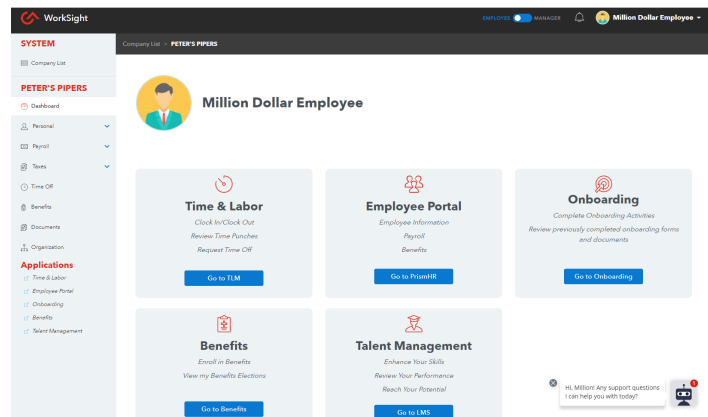 WorkSight
EMPLOYEE MANAGER
Million Dollar Employee
SYSTEM
Company List
PETER'S PIPERS
Dashboard
Personal
Payroll
Taxes
Time Off
Benefits
Documents
Organization
Applications
Time & Labor
Employee Portal
Onboarding
Benefits
Talent Management
Company List > PETER'S PIPERS
Million Dollar Employee
Time & Labor
Clock In/Clock Out
Review Time Punches
Request Time Off
Go to TLM
Employee Portal
Employee Information
Payroll
Benefits
Go to PrismHR
Onboarding
Complete Onboarding Activities
Review previously completed onboarding forms
and documents
Go to Onboarding
Benefits
Enroll in Benefits
View my Benefits Elections
Go to Benefits
Talent Management
Enhance Your Skills
Review Your Performance
Reach Your Potential
Go to LMS
Hi, Million! Any support questions
I can help you with today?
1